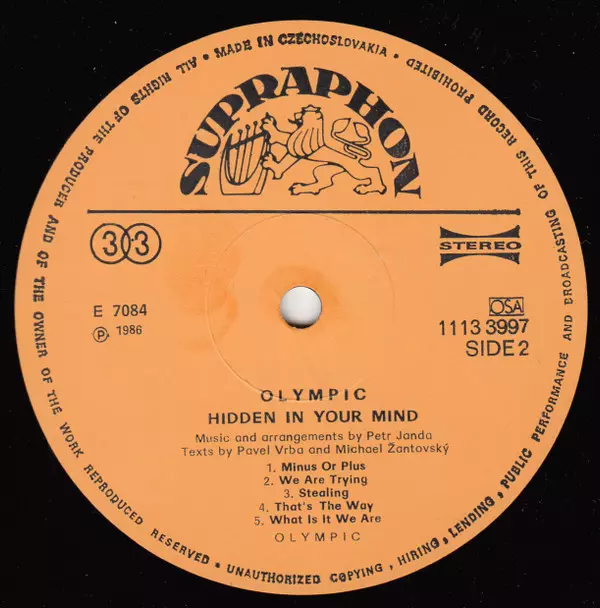 ALL RIGHTS OF THE PRODUCER AND OF THE OWNER OF THE WORK REPRODUCED RESERVED • UNAUTHORIZED COPYING, HIRING, LENDING, PUBLIC PERFORMANCE AND BROADCASTING OF THIS RECORD PROHIBITED • MADE IN CZECHOSLOVAKIA •
SUPRAPHON
33
STEREO
E 7084
OSA
℗ 1986
1113 3997
SIDE 2
OLYMPIC
HIDDEN IN YOUR MIND
Music and arrangements by Petr Janda
Texts by Pavel Vrba and Michael Žantovský
1. Minus Or Plus
2. We Are Trying
3. Stealing
4. That's The Way
5. What Is It We Are
OLYMPIC